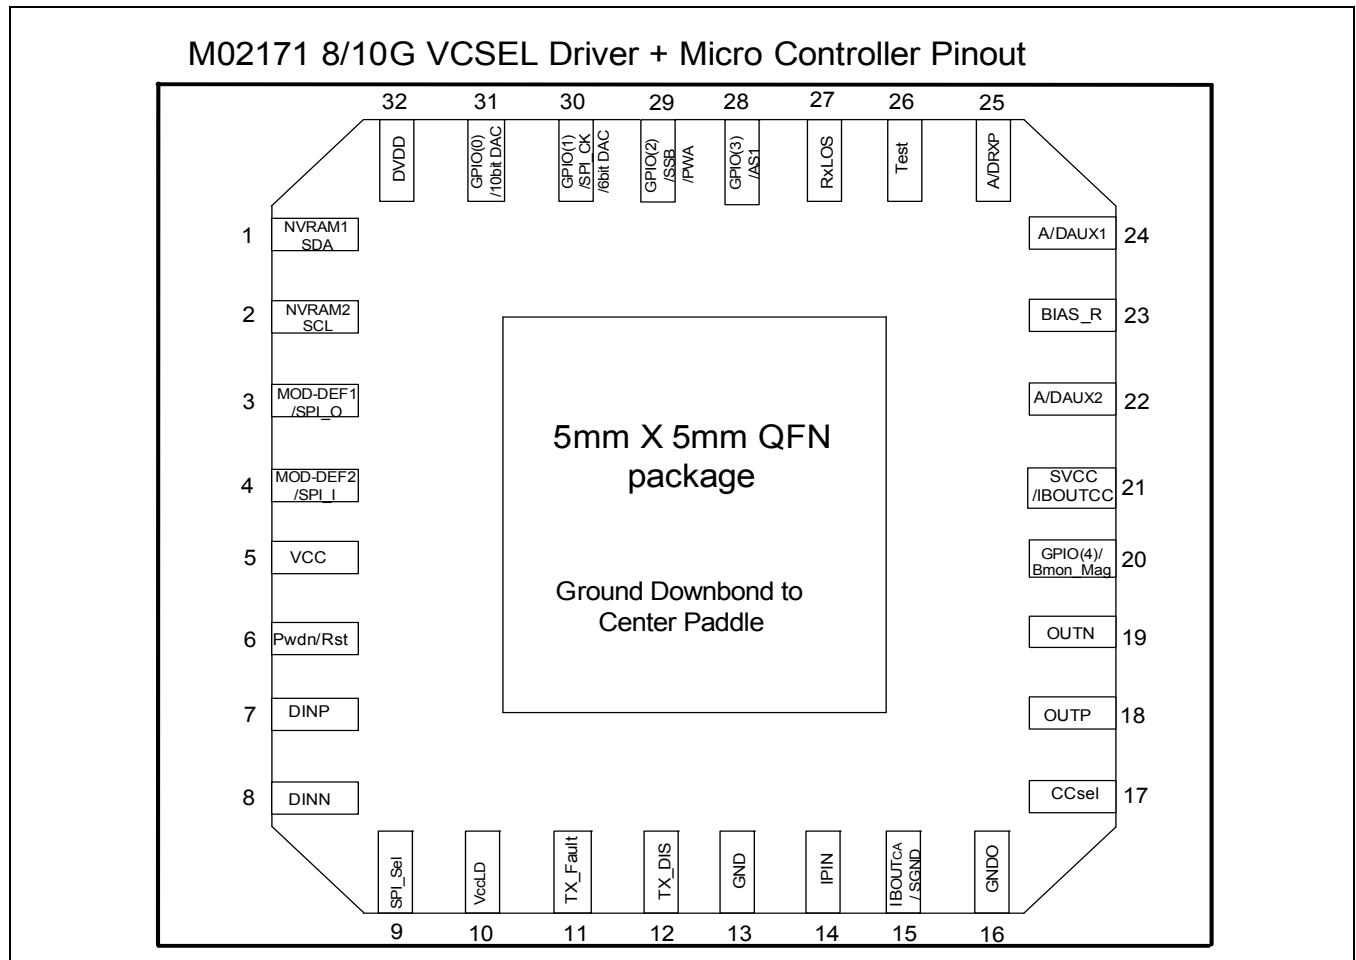 M02171 8/10G VCSEL Driver + Micro Controller Pinout
32
31
30
29
28
27
26
25
DVDD
GPIO(0)
/10bit DAC
GPIO(1)
/SPI_CK
/6bit DAC
GPIO(2)
/SSB
/PWA
GPIO(3)
/AS1
RxLOS
Test
A/DRXP
1
NVRAM1
SDA
2
NVRAM2
SCL
3
MOD-DEF1
/SPI_O
4
MOD-DEF2
/SPI_I
5
VCC
6
Pwdn/Rst
7
DINP
8
DINN
5mm X 5mm QFN
package
Ground Downbond to
Center Paddle
A/DAUX1
24
BIAS_R
23
A/DAUX2
22
SVCC
/IBOUTCC
21
GPIO(4)/
Bmon_Mag
20
OUTN
19
OUTP
18
CCsel
17
SPI_Sel
VccLD
TX_Fault
TX_DIS
GND
IPIN
IBOUTCA
/ SGND
GNDO
9
10
11
12
13
14
15
16